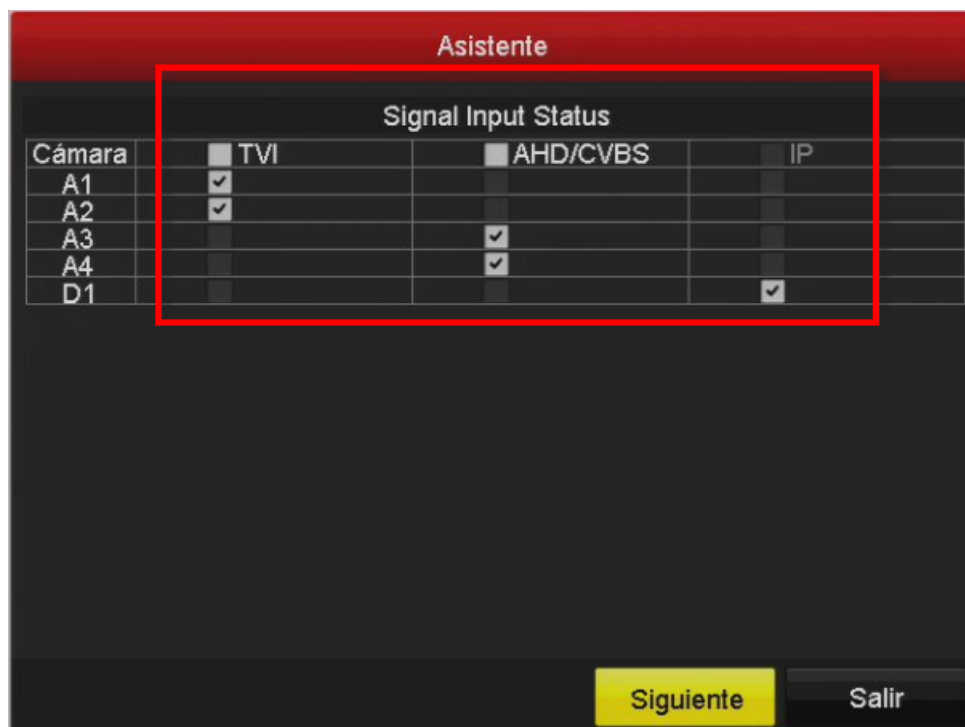 Asistente
Signal Input Status
Cámara TVI AHD/CVBS IP
A1
A2
A3
A4
D1
Siguiente Salir